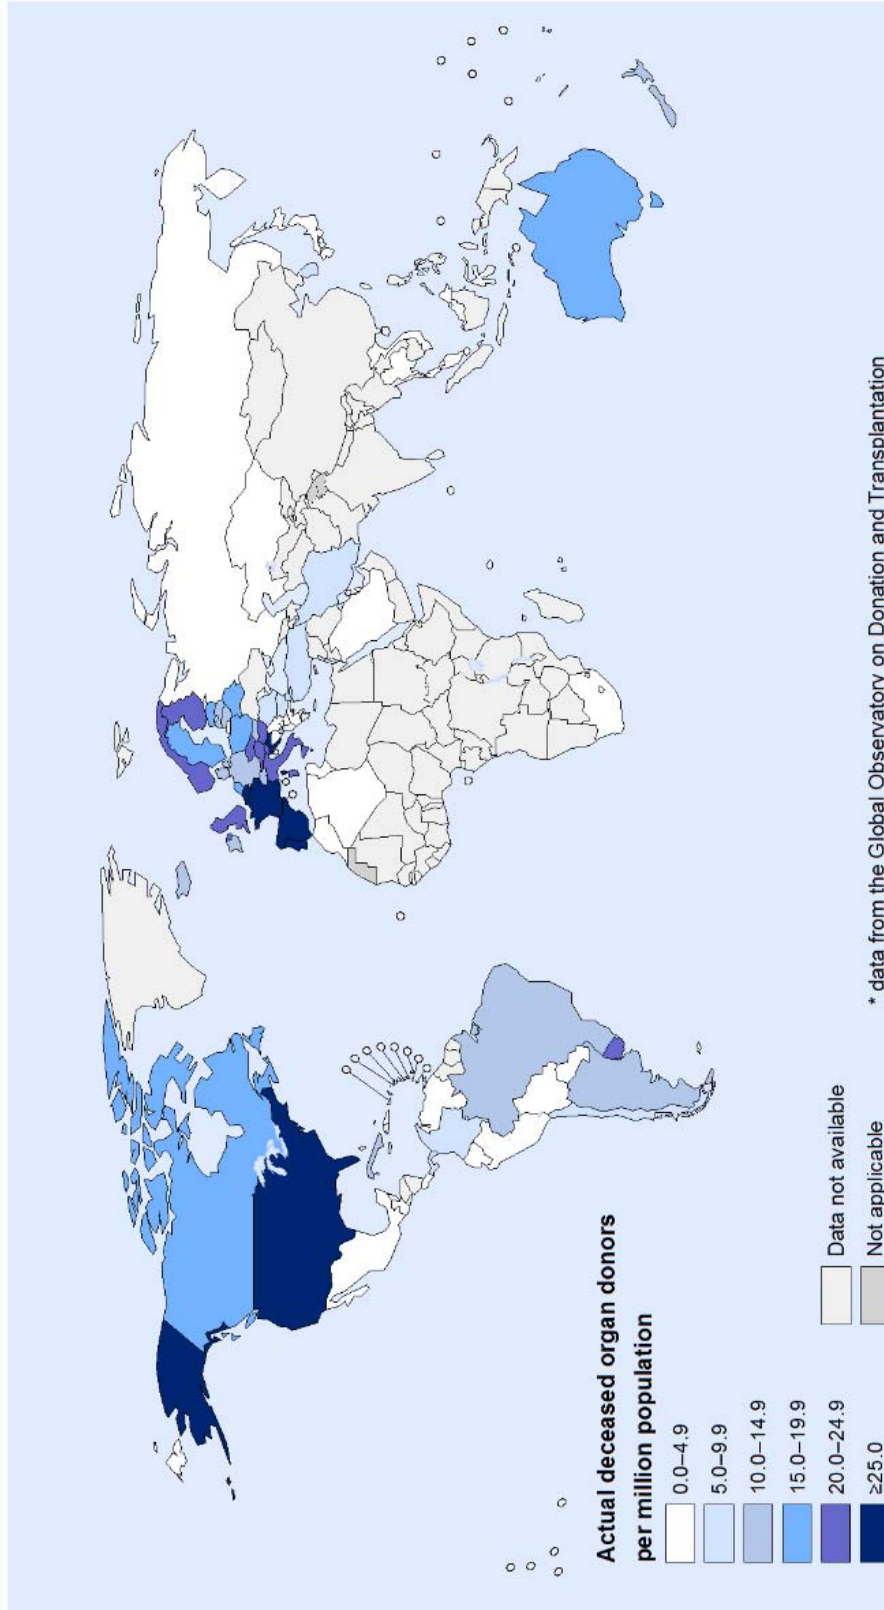 Actual deceased organ donors
per million population
0.0–4.9
5.0–9.9
10.0–14.9
15.0–19.9
20.0–24.9
≥25.0
Data not available
Not applicable
* data from the Global Observatory on Donation and Transplantation